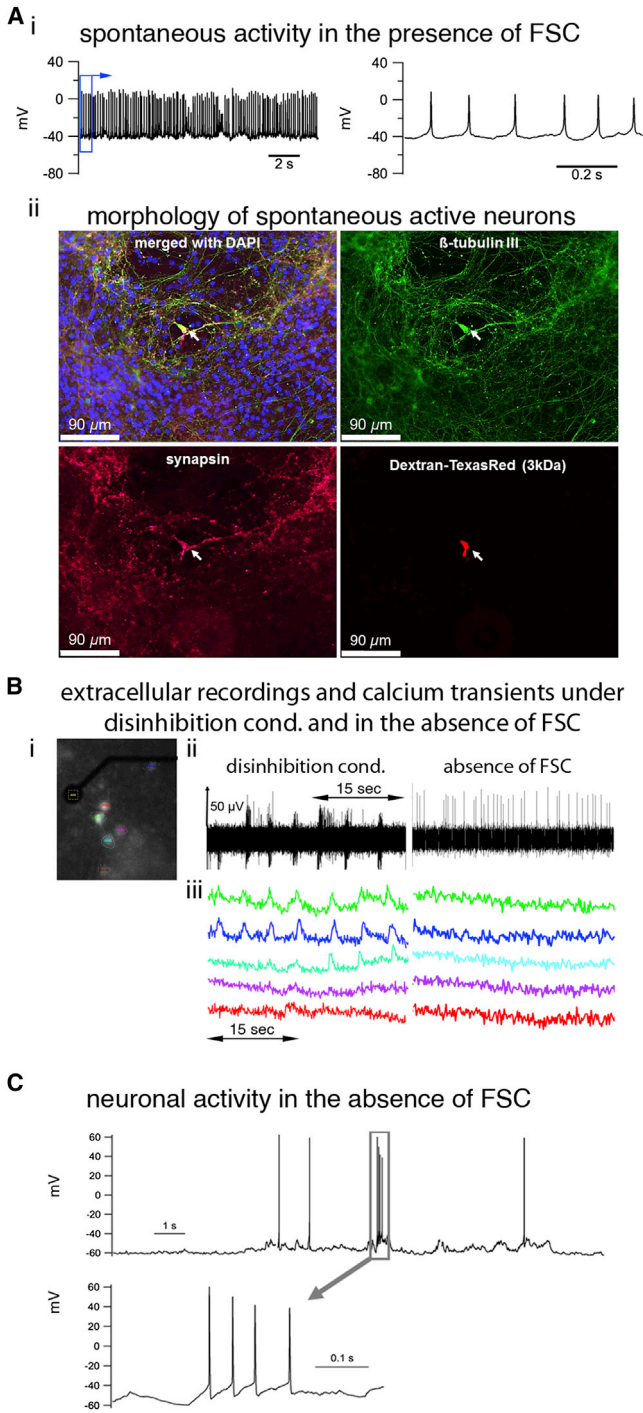 A
i
spontaneous activity in the presence of FSC
40
0
-40
-80
mV
2 s
40
0
-40
-80
mV
0.2 s
ii
morphology of spontaneous active neurons
merged with DAPI
90 µm
ß-tubulin III
90 µm
synapsin
90 µm
Dextran-TexasRed (3kDa)
90 µm
B
extracellular recordings and calcium transients under
disinhibition cond. and in the absence of FSC
i
ii
disinhibition cond.
absence of FSC
50 µV
15 sec
iii
15 sec
C
neuronal activity in the absence of FSC
60
40
20
0
-20
-40
-60
mV
1 s
60
40
20
0
-20
-40
-60
mV
0.1 s